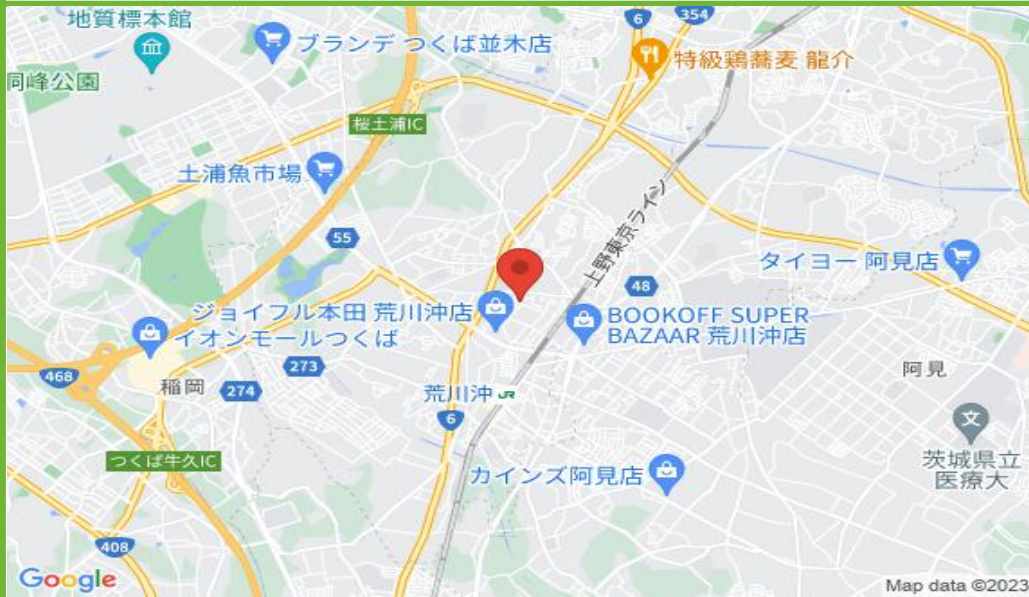 地質標本館
6
354
ブランデ つくば並木店
特級鶏蕎麦 龍介
同峰公園
桜土浦IC
土浦魚市場
上野東京ライン
55
タイヨー 阿見店
48
ジョイフル本田 荒川沖店
BOOKOFF SUPER
BAZAAR 荒川沖店
イオンモールつくば
273
468
稲岡
274
荒川沖 JR
阿見
6
つくば牛久IC
カインズ阿見店
茨城県立
医療大
408
Google
Map data ©2023